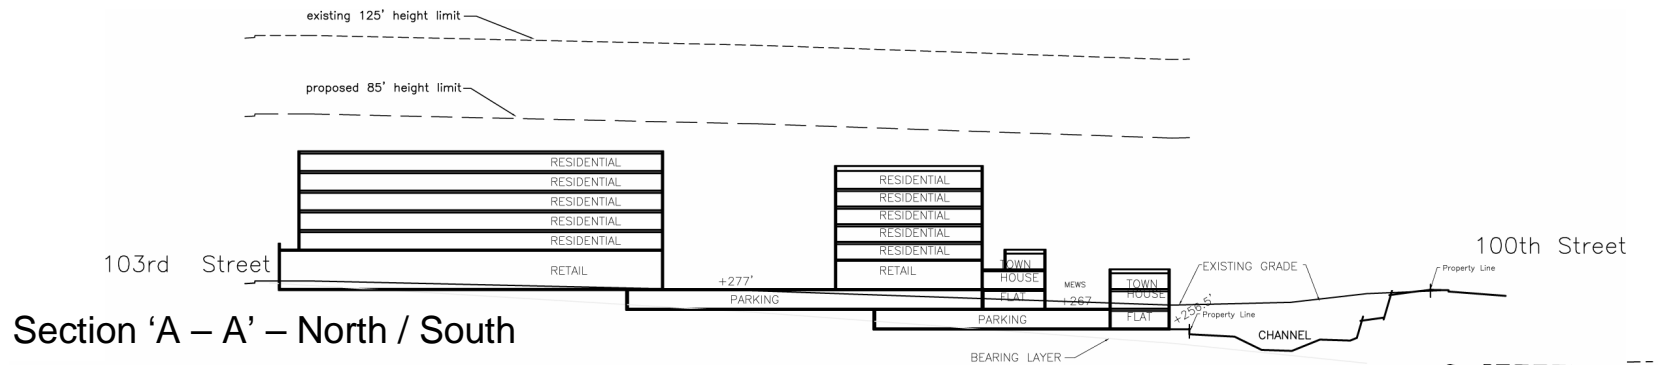 existing 125' height limit
proposed 85' height limit
RESIDENTIAL
RESIDENTIAL
RESIDENTIAL
RESIDENTIAL
RESIDENTIAL
RETAIL
RESIDENTIAL
RESIDENTIAL
RESIDENTIAL
RESIDENTIAL
RESIDENTIAL
RETAIL
103rd Street
+277'
PARKING
PARKING
TOWN
HOUSE
FLAT
MEWS
+267
TOWN
HOUSE
FLAT
+256.5'
EXISTING GRADE
Property Line
Property Line
100th Street
CHANNEL
BEARING LAYER
Section ‘A – A’ – North / South